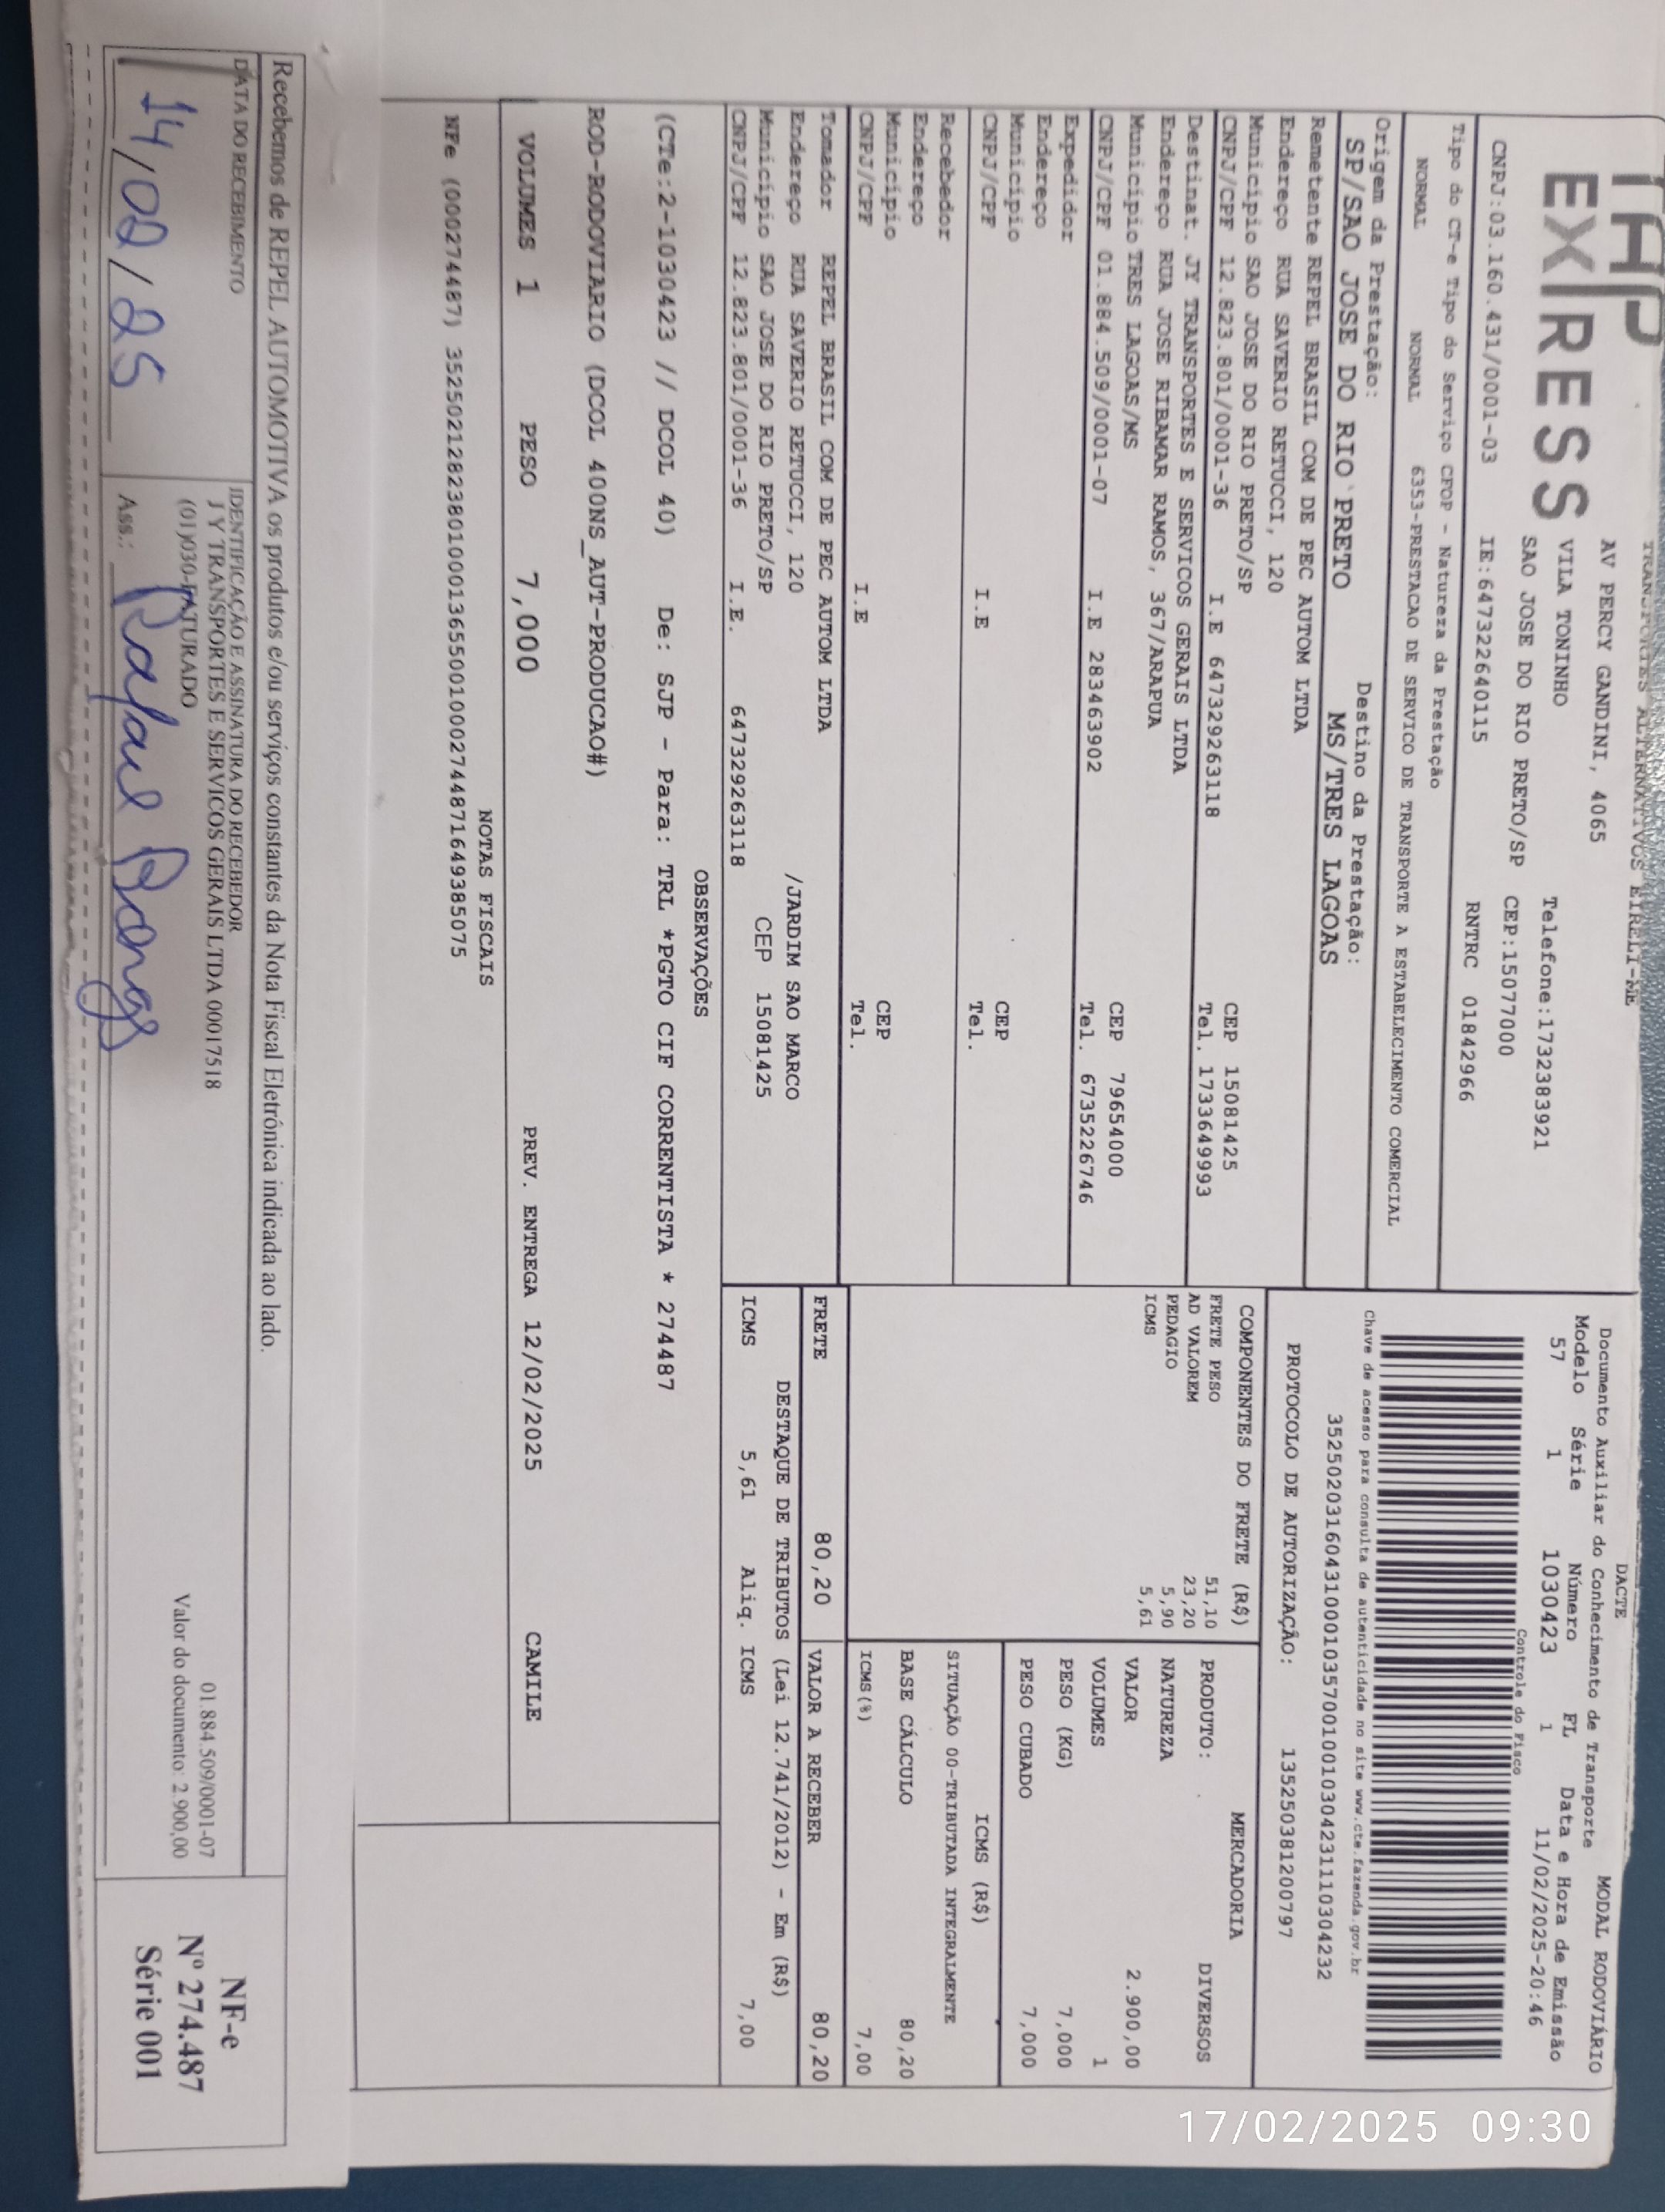 TAP
EXPRESS
TRANSPORTES ALTERNATIVOS EIRELI-ME
AV PERCY GANDINI, 4065
VILA TONINHO
Telefone:1732383921
SAO JOSE DO RIO PRETO/SP CEP:15077000
CNPJ:03.160.431/0001-03 IE:647322640115 RNTRC 01842966
Tipo do CT-e Tipo do Serviço CFOP - Natureza da Prestação
NORMAL NORMAL 6353-PRESTACAO DE SERVICO DE TRANSPORTE A ESTABELECIMENTO COMERCIAL
Origem da Prestação: Destino da Prestação:
SP/SAO JOSE DO RIO PRETO MS/TRES LAGOAS
Remetente REPEL BRASIL COM DE PEC AUTOM LTDA
Endereço RUA SAVERIO RETUCCI, 120
Municipio SAO JOSE DO RIO PRETO/SP CEP 15081425
CNPJ/CPF 12.823.801/0001-36 I.E 647329263118 Tel. 1733649993
Destinat. JY TRANSPORTES E SERVICOS GERAIS LTDA
Endereço RUA JOSE RIBAMAR RAMOS, 367/ARAPUA
Municipio TRES LAGOAS/MS CEP 79654000
CNPJ/CPF 01.884.509/0001-07 I.E 283463902 Tel. 6735226746
Expedidor
Endereço
Municipio CEP
CNPJ/CPF I.E Tel.
Recebedor
Endereço
Municipio CEP
CNPJ/CPF I.E Tel.
Tomador REPEL BRASIL COM DE PEC AUTOM LTDA
Endereço RUA SAVERIO RETUCCI, 120 /JARDIM SAO MARCO
Municipio SAO JOSE DO RIO PRETO/SP CEP 15081425
CNPJ/CPF 12.823.801/0001-36 I.E. 647329263118
DACTE MODAL RODOVIÁRIO
Documento Auxiliar do Conhecimento de Transporte
Modelo Série Número FL Data e Hora de Emissão
57 1 1030423 1 11/02/2025-20:46
Controle do Fisco
Chave de acesso para consulta de autenticidade no site www.cte.fazenda.gov.br
35250203160431000103570010010304231110304232
PROTOCOLO DE AUTORIZAÇÃO: 135250381200797
COMPONENTES DO FRETE (R$)
FRETE PESO 51,10
AD VALOREM 23,20
PEDAGIO 5,90
ICMS 5,61
MERCADORIA
PRODUTO: DIVERSOS
NATUREZA
VALOR 2.900,00
VOLUMES 1
PESO (KG) 7,000
PESO CUBADO 7,000
ICMS (R$)
SITUAÇÃO 00-TRIBUTADA INTEGRALMENTE
BASE CÁLCULO 80,20
ICMS(%) 7,00
FRETE 80,20 VALOR A RECEBER 80,20
DESTAQUE DE TRIBUTOS (Lei 12.741/2012) - Em (R$)
ICMS 5,61 Aliq. ICMS 7,00
OBSERVAÇÕES
(CTe:2-1030423 // DCOL 40) De: SJP - Para: TRL *PGTO CIF CORRENTISTA * 274487
ROD-RODOVIARIO (DCOL 400NS_AUT-PRODUCAO#)
VOLUMES 1 PESO 7,000 PREV. ENTREGA 12/02/2025 CAMILE
NOTAS FISCAIS
NFe (000274487) 35250212823801000136550010002744871649385075
Recebemos de REPEL AUTOMOTIVA os produtos e/ou serviços constantes da Nota Fiscal Eletrônica indicada ao lado.
DATA DO RECEBIMENTO
14/02/25
IDENTIFICAÇÃO E ASSINATURA DO RECEBEDOR
J Y TRANSPORTES E SERVICOS GERAIS LTDA 00017518 01.884.509/0001-07
(01)030-FATURADO Valor do documento: 2.900,00
Ass.: Rafael
NF-e
Nº 274.487
Série 001
17/02/2025 09:30